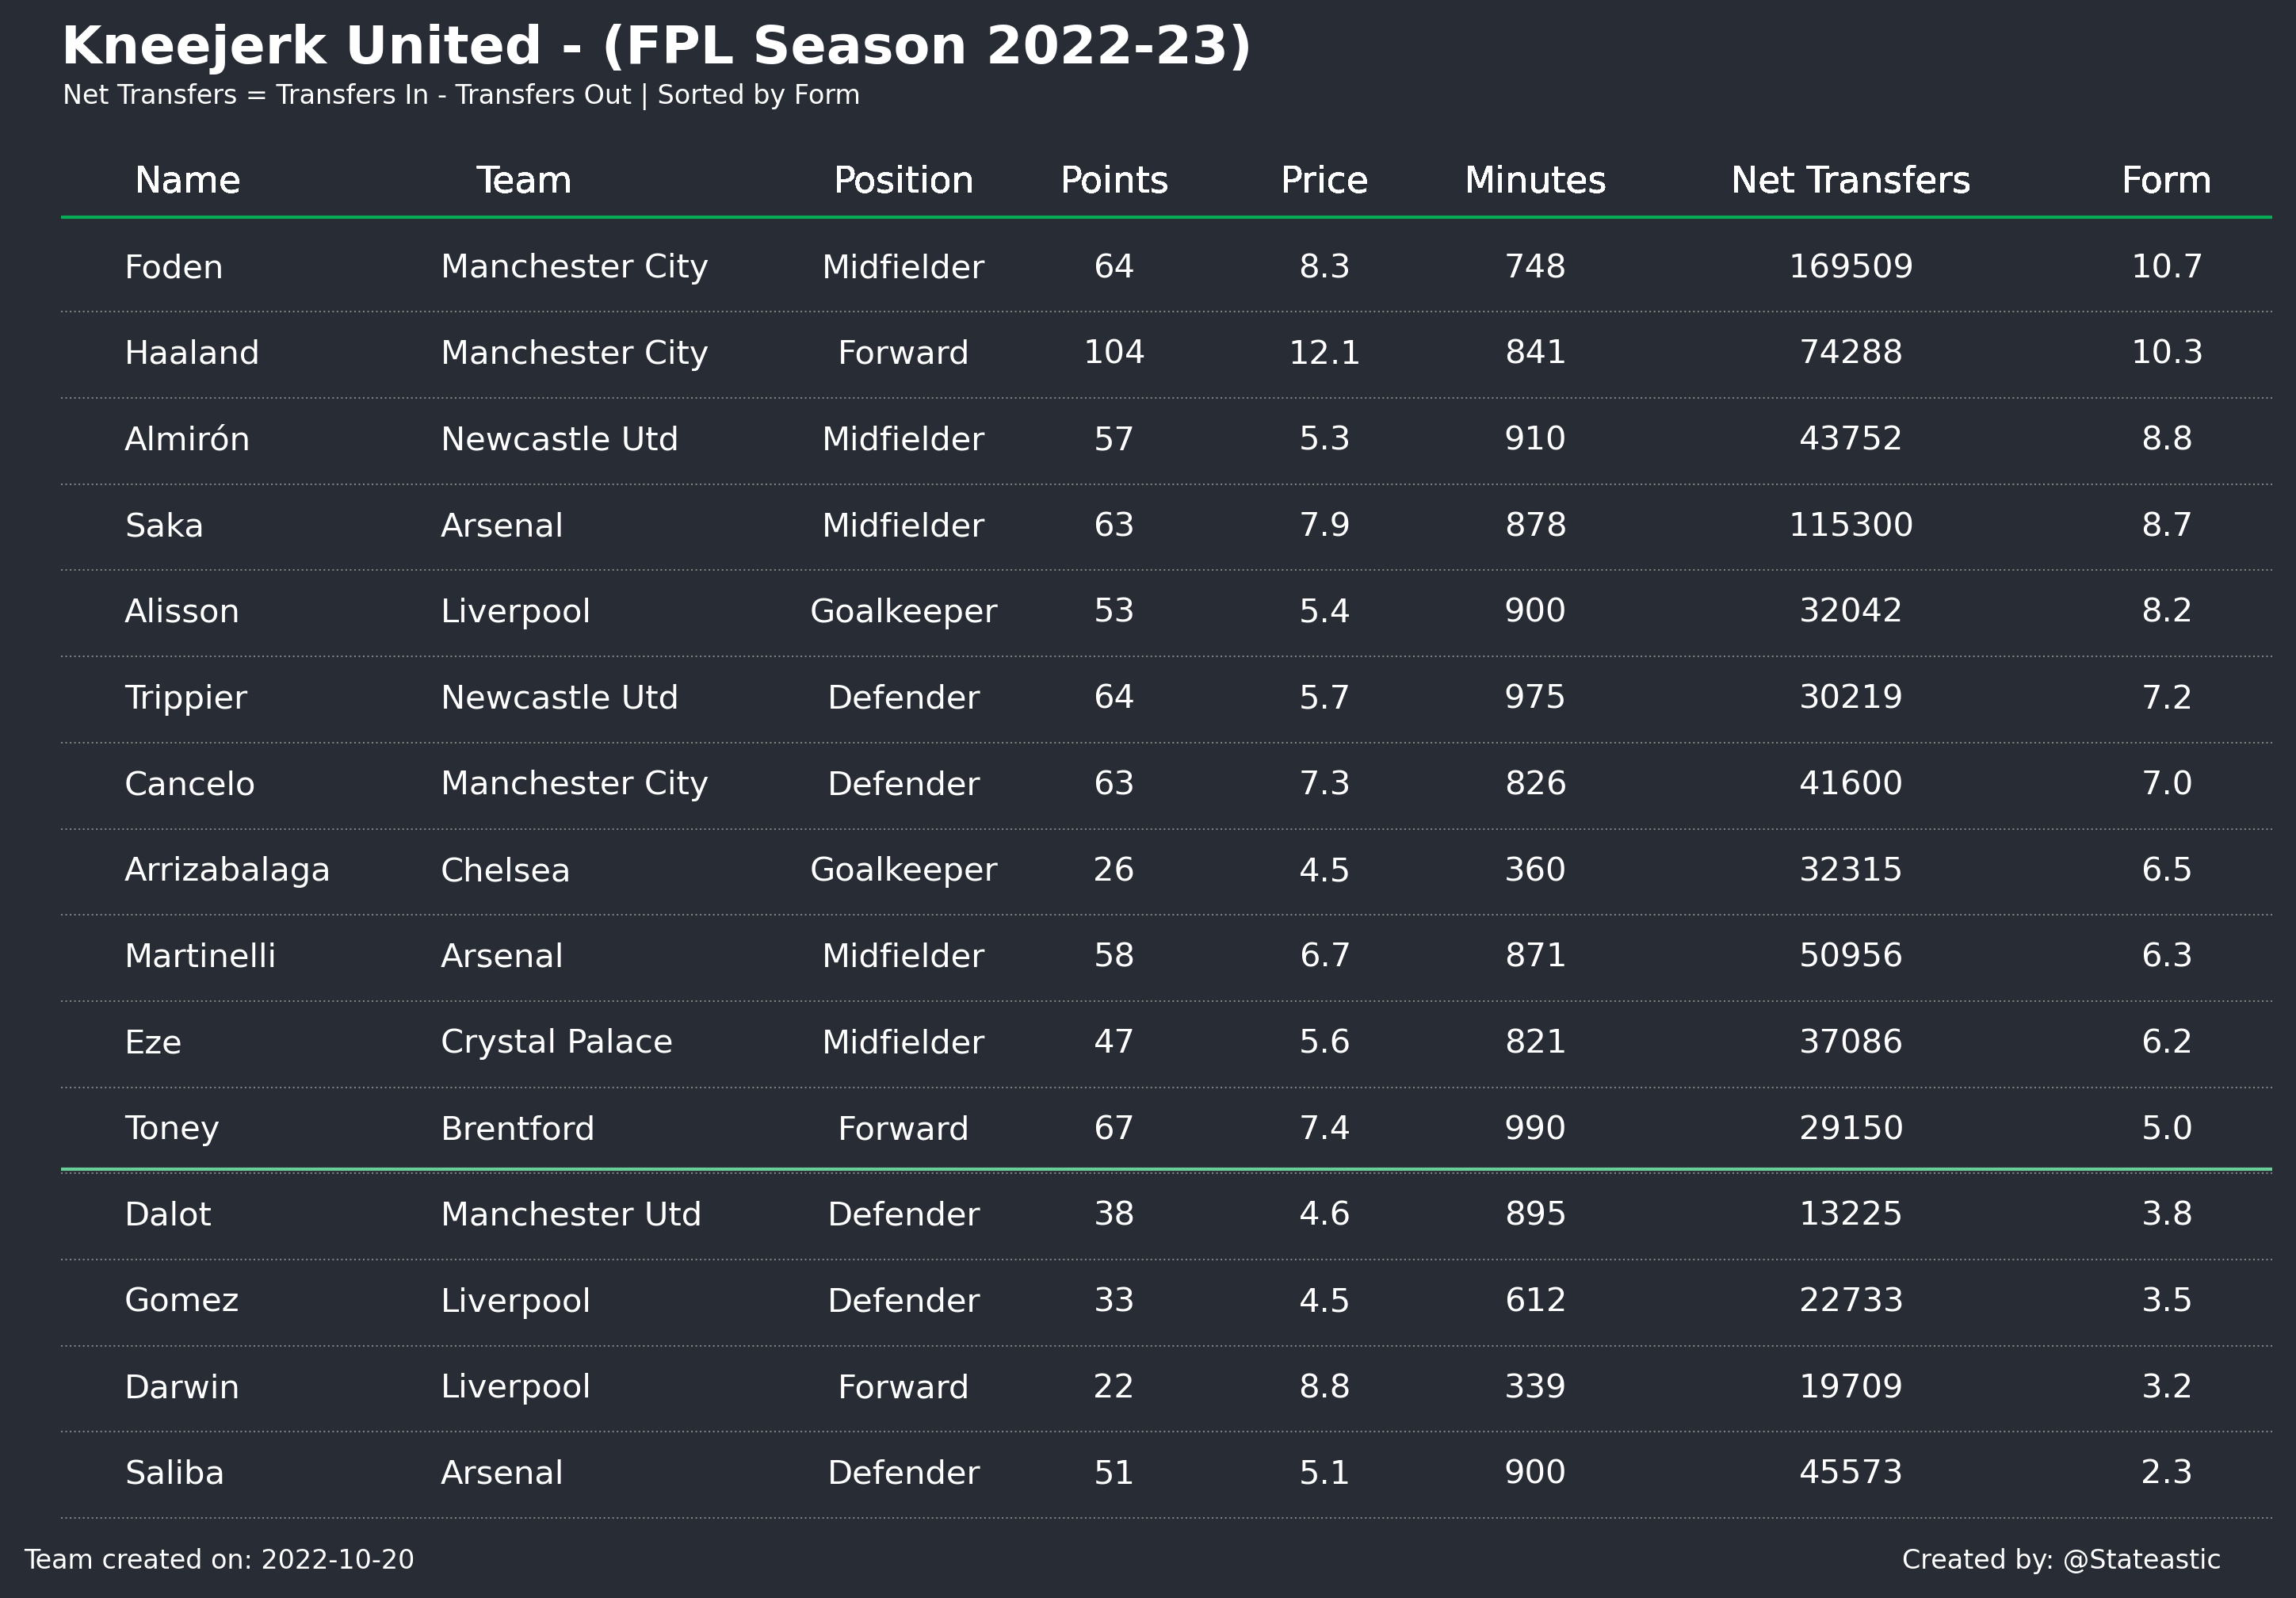 Kneejerk United - (FPL Season 2022-23)
Net Transfers = Transfers In - Transfers Out | Sorted by Form
Name Team Position Points Price Minutes Net Transfers Form
Foden Manchester City Midfielder 64 8.3 748 169509 10.7
Haaland Manchester City Forward 104 12.1 841 74288 10.3
Almirón Newcastle Utd Midfielder 57 5.3 910 43752 8.8
Saka Arsenal Midfielder 63 7.9 878 115300 8.7
Alisson Liverpool Goalkeeper 53 5.4 900 32042 8.2
Trippier Newcastle Utd Defender 64 5.7 975 30219 7.2
Cancelo Manchester City Defender 63 7.3 826 41600 7.0
Arrizabalaga Chelsea Goalkeeper 26 4.5 360 32315 6.5
Martinelli Arsenal Midfielder 58 6.7 871 50956 6.3
Eze Crystal Palace Midfielder 47 5.6 821 37086 6.2
Toney Brentford Forward 67 7.4 990 29150 5.0
Dalot Manchester Utd Defender 38 4.6 895 13225 3.8
Gomez Liverpool Defender 33 4.5 612 22733 3.5
Darwin Liverpool Forward 22 8.8 339 19709 3.2
Saliba Arsenal Defender 51 5.1 900 45573 2.3
Team created on: 2022-10-20 Created by: @Stateastic